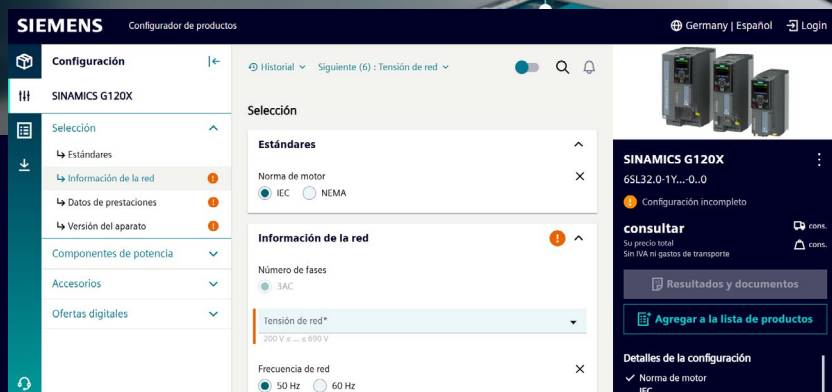 SIEMENS Configurador de productos Germany | Español Login
Configuración
SINAMICS G120X
Selección
Estándares
Información de la red
Datos de prestaciones
Versión del aparato
Componentes de potencia
Accesorios
Ofertas digitales
Historial Siguiente (6) : Tensión de red
Selección
Estándares
Norma de motor
IEC NEMA
Información de la red
Número de fases
3AC
Tensión de red*
200 V ≤ ... ≤ 690 V
Frecuencia de red
50 Hz 60 Hz
SINAMICS G120X
6SL32.0-1Y...-0..0
Configuración incompleto
consultar cons.
Su precio total cons.
Sin IVA ni gastos de transporte
Resultados y documentos
Agregar a la lista de productos
Detalles de la configuración
Norma de motor
IEC